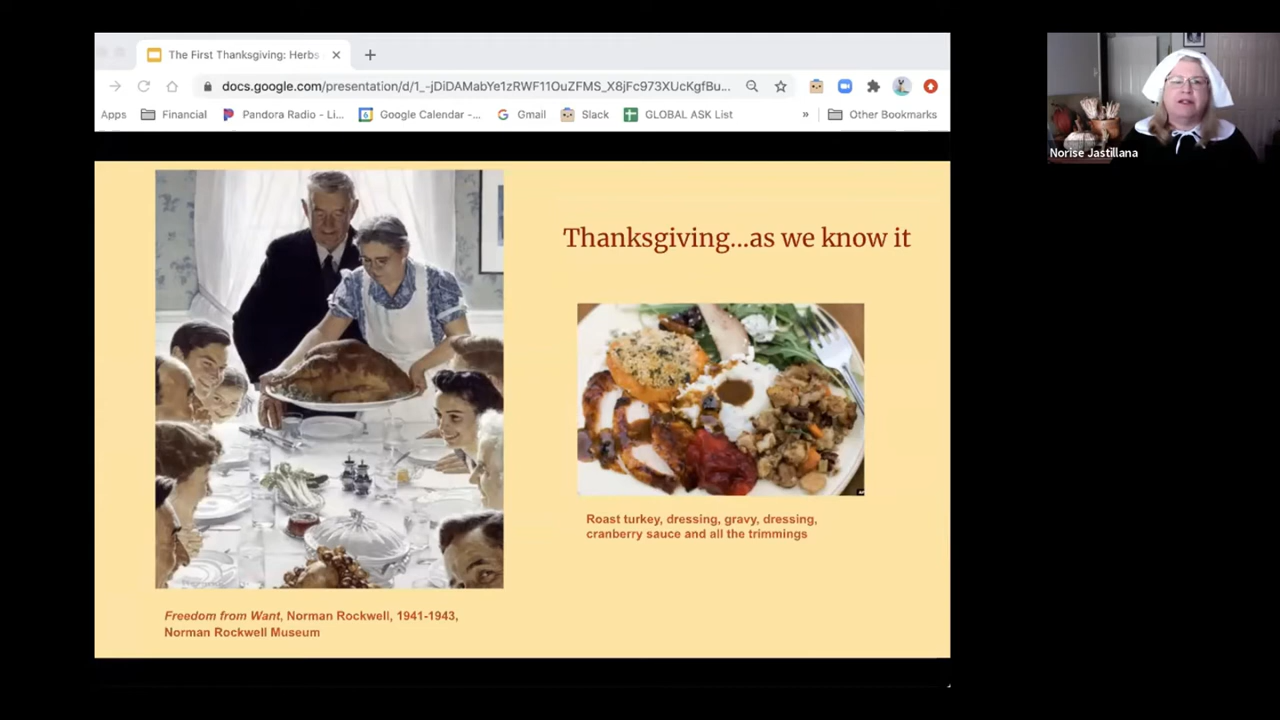 The First Thanksgiving: Herbs
docs.google.com/presentation/d/1_-jDiDAMabYe1zRWF11OuZFMS_X8jFc973XUcKgfBu...
Apps Financial Pandora Radio - Li... Google Calendar -... Gmail Slack GLOBAL ASK List » Other Bookmarks
Norise Jastillana
Thanksgiving...as we know it
Roast turkey, dressing, gravy, dressing,
cranberry sauce and all the trimmings
Freedom from Want, Norman Rockwell, 1941-1943,
Norman Rockwell Museum